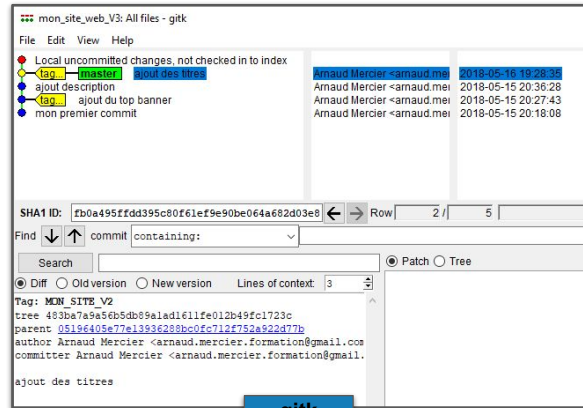 mon_site_web_V3: All files - gitk
File Edit View Help
Local uncommitted changes, not checked in to index
tag... master ajout des titres Arnaud Mercier <arnaud.mer 2018-05-16 19:28:35
ajout description Arnaud Mercier <arnaud.mer 2018-05-15 20:36:28
tag... ajout du top banner Arnaud Mercier <arnaud.mer 2018-05-15 20:27:43
mon premier commit Arnaud Mercier <arnaud.mer 2018-05-15 20:18:08
SHA1 ID: fb0a495ffdd395c80f61ef9e90be064a682d03e8 Row 2 / 5
Find commit containing:
Search Patch Tree
Diff Old version New version Lines of context: 3
Tag: MON_SITE_V2
tree 483ba7a9a56b5db89a1ad1611fe012b49fc1723c
parent 05196405e77e13936288bc0fc712f752a922d77b
author Arnaud Mercier <arnaud.mercier.formation@gmail.com
committer Arnaud Mercier <arnaud.mercier.formation@gmail.
ajout des titres
gitk